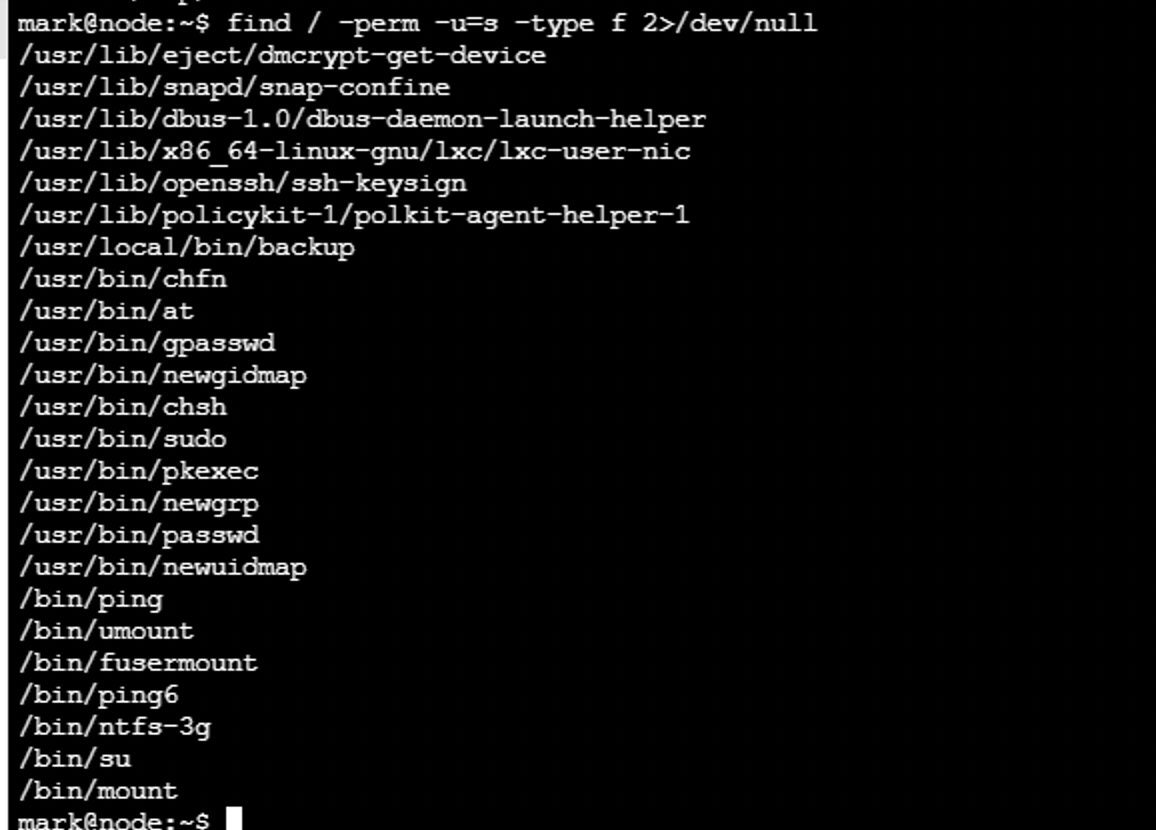 mark@node:~$ find / -perm -u=s -type f 2>/dev/null
/usr/lib/eject/dmcrypt-get-device
/usr/lib/snapd/snap-confine
/usr/lib/dbus-1.0/dbus-daemon-launch-helper
/usr/lib/x86_64-linux-gnu/lxc/lxc-user-nic
/usr/lib/openssh/ssh-keysign
/usr/lib/policykit-1/polkit-agent-helper-1
/usr/local/bin/backup
/usr/bin/chfn
/usr/bin/at
/usr/bin/gpasswd
/usr/bin/newgidmap
/usr/bin/chsh
/usr/bin/sudo
/usr/bin/pkexec
/usr/bin/newgrp
/usr/bin/passwd
/usr/bin/newuidmap
/bin/ping
/bin/umount
/bin/fusermount
/bin/ping6
/bin/ntfs-3g
/bin/su
/bin/mount
mark@node:~$